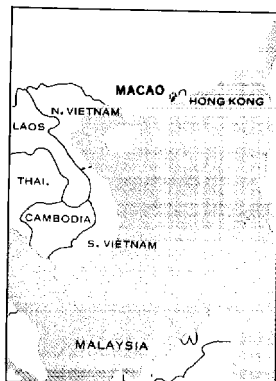 MACAO
HONG KONG
N. VIETNAM
LAOS
THAI.
CAMBODIA
S. VIETNAM
MALAYSIA